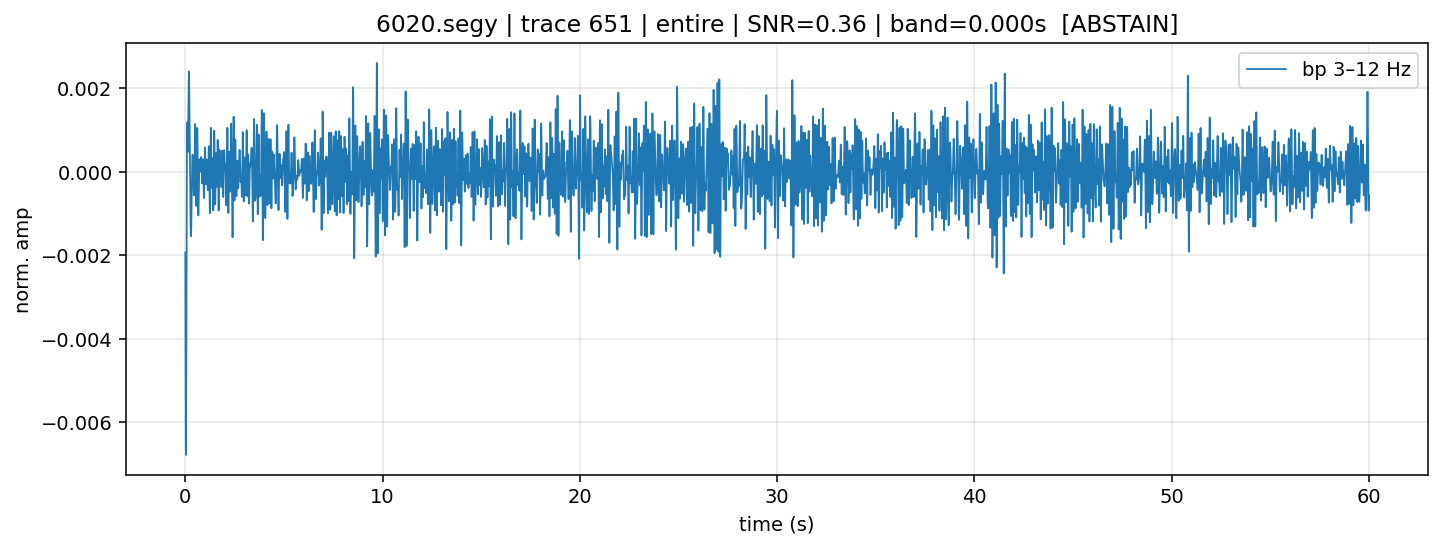 6020.segy | trace 651 | entire | SNR=0.36 | band=0.000s  [ABSTAIN]
bp 3–12 Hz
norm. amp
0.002
0.000
−0.002
−0.004
−0.006
0 10 20 30 40 50 60
time (s)